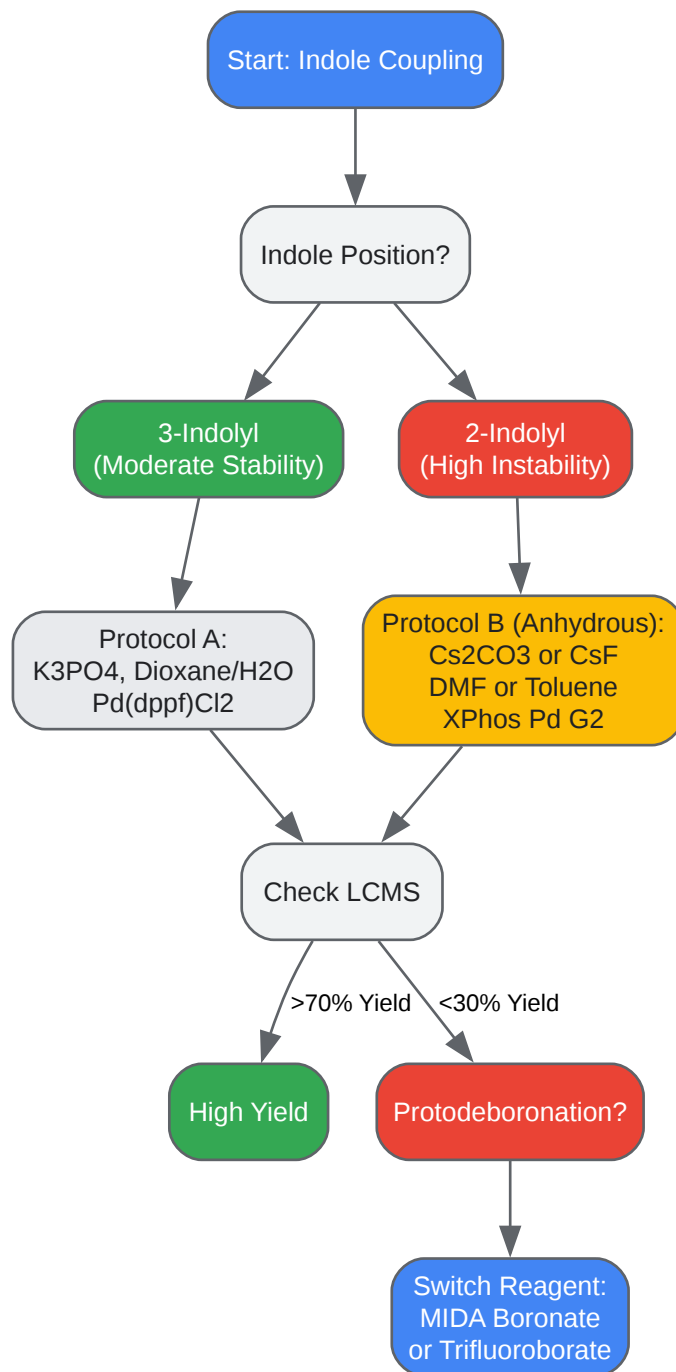 Start: Indole Coupling
Indole Position?
3-Indolyl
(Moderate Stability)
2-Indolyl
(High Instability)
Protocol A:
K3PO4, Dioxane/H2O
Pd(dppf)Cl2
Protocol B (Anhydrous):
Cs2CO3 or CsF
DMF or Toluene
XPhos Pd G2
Check LCMS
>70% Yield
<30% Yield
High Yield
Protodeboronation?
Switch Reagent:
MIDA Boronate
or Trifluoroborate